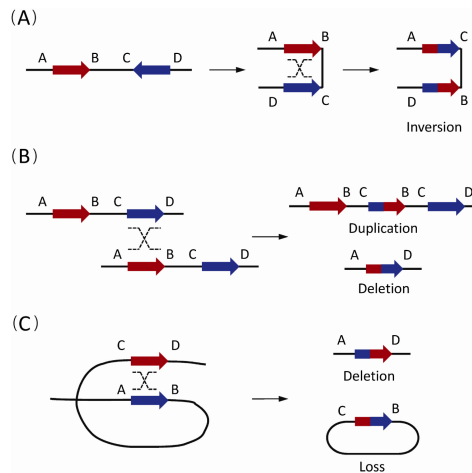 (A)
A B C D
A B
D C
A C
D B
Inversion
(B)
A B C D
A B C D
A B C B C D
Duplication
A D
Deletion
(C)
C D
A B
A D
Deletion
C B
Loss